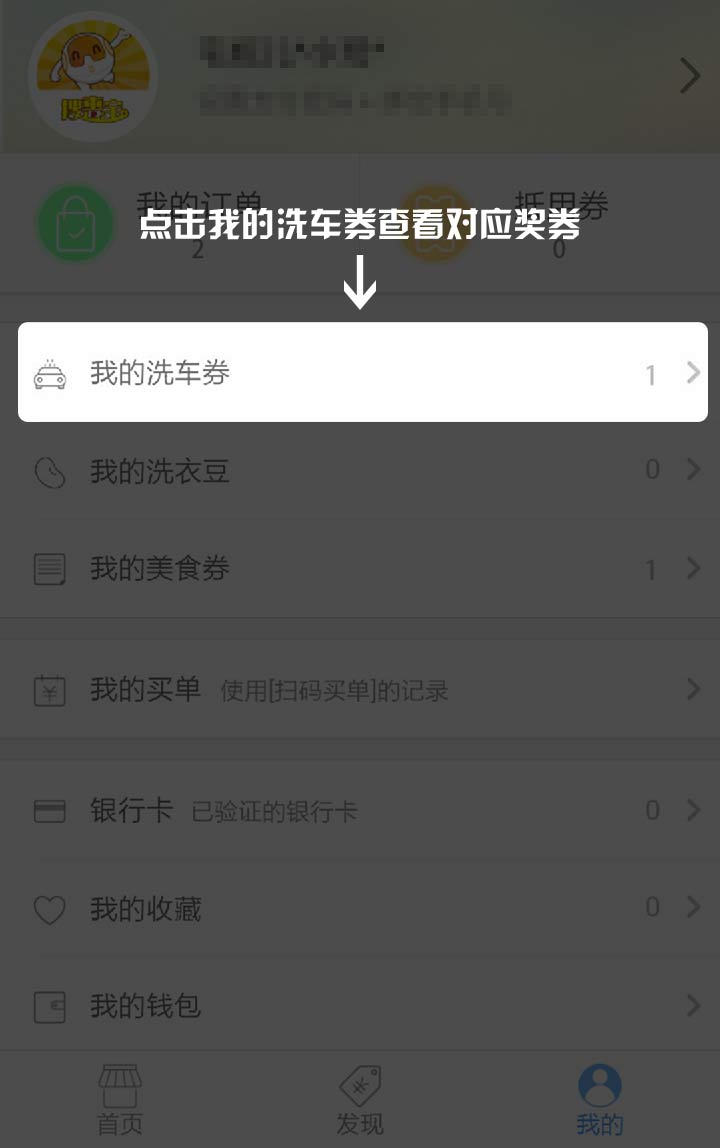 搜惠宝
我的订单
抵用券
点击我的洗车券查看对应奖券
2
0
我的洗车券 1
我的洗衣豆 0
我的美食券 1
我的买单 使用[扫码买单]的记录
银行卡 已验证的银行卡 0
我的收藏 0
我的钱包
首页 发现 我的